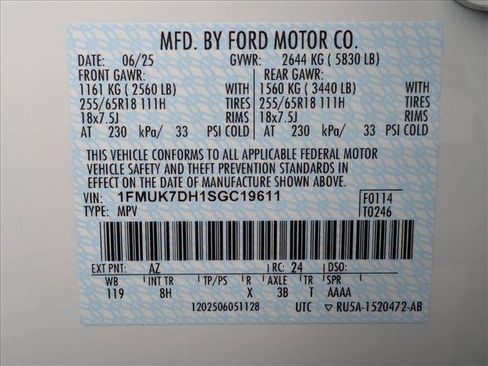 MFD. BY FORD MOTOR CO.
DATE: 06/25 GVWR: 2644 KG ( 5830 LB)
FRONT GAWR: REAR GAWR:
1161 KG ( 2560 LB) WITH 1560 KG ( 3440 LB) WITH
255/65R18 111H TIRES 255/65R18 111H TIRES
18x7.5J RIMS 18x7.5J RIMS
AT 230 kPa/ 33 PSI COLD AT 230 kPa/ 33 PSI COLD
THIS VEHICLE CONFORMS TO ALL APPLICABLE FEDERAL MOTOR
VEHICLE SAFETY AND THEFT PREVENTION STANDARDS IN
EFFECT ON THE DATE OF MANUFACTURE SHOWN ABOVE.
VIN: 1FMUK7DH1SGC19611 F0114
TYPE: MPV T0246
EXT PNT: AZ RC: 24 DSO:
WB INT TR TP/PS R AXLE TR SPR
119 8H X 3B T AAAA
1202506051128 UTC ▽ RU5A-1520472-AB